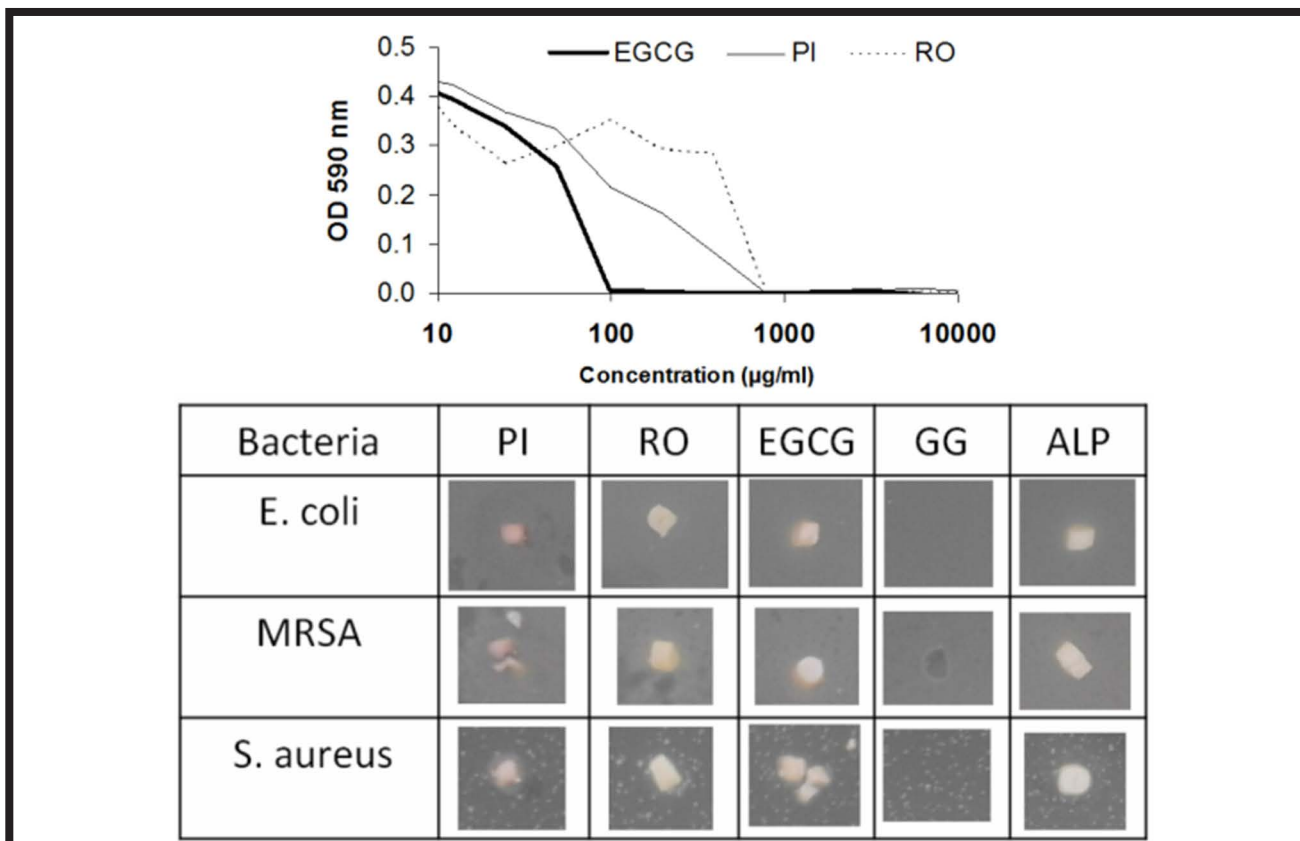 EGCG PI RO
0.5
0.4
0.3
0.2
0.1
0.0
OD 590 nm
10 100 1000 10000
Concentration (µg/ml)
Bacteria PI RO EGCG GG ALP
E. coli
MRSA
S. aureus